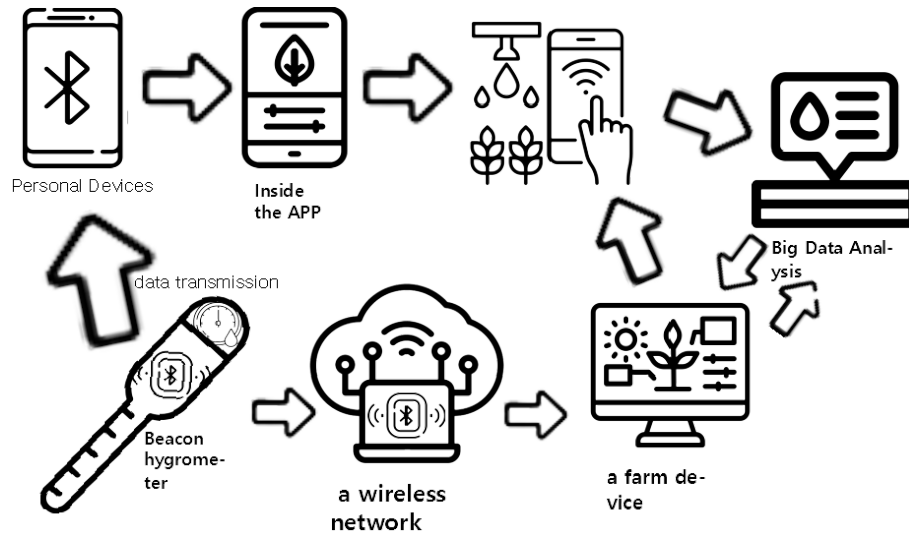 Personal Devices
Inside
the APP
Big Data Anal-
ysis
data transmission
Beacon
hygrome-
ter
a wireless
network
a farm de-
vice